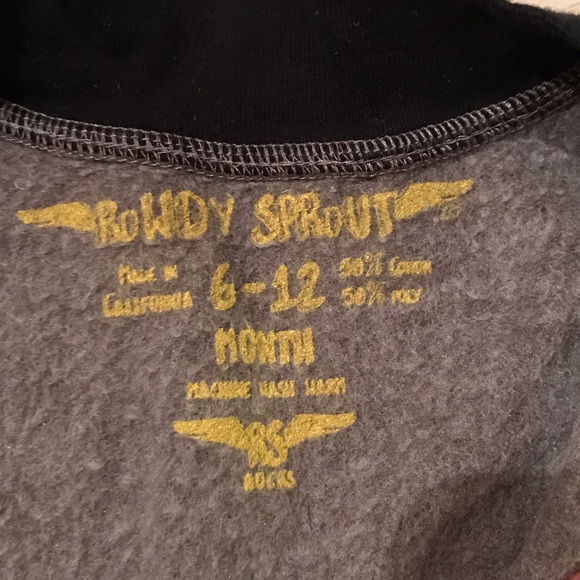 ROWDY SPROUT
MADE IN
CALIFORNIA
6-12
50% COTTON
50% POLY
MONTH
MACHINE WASH WARM
RS
ROCKS